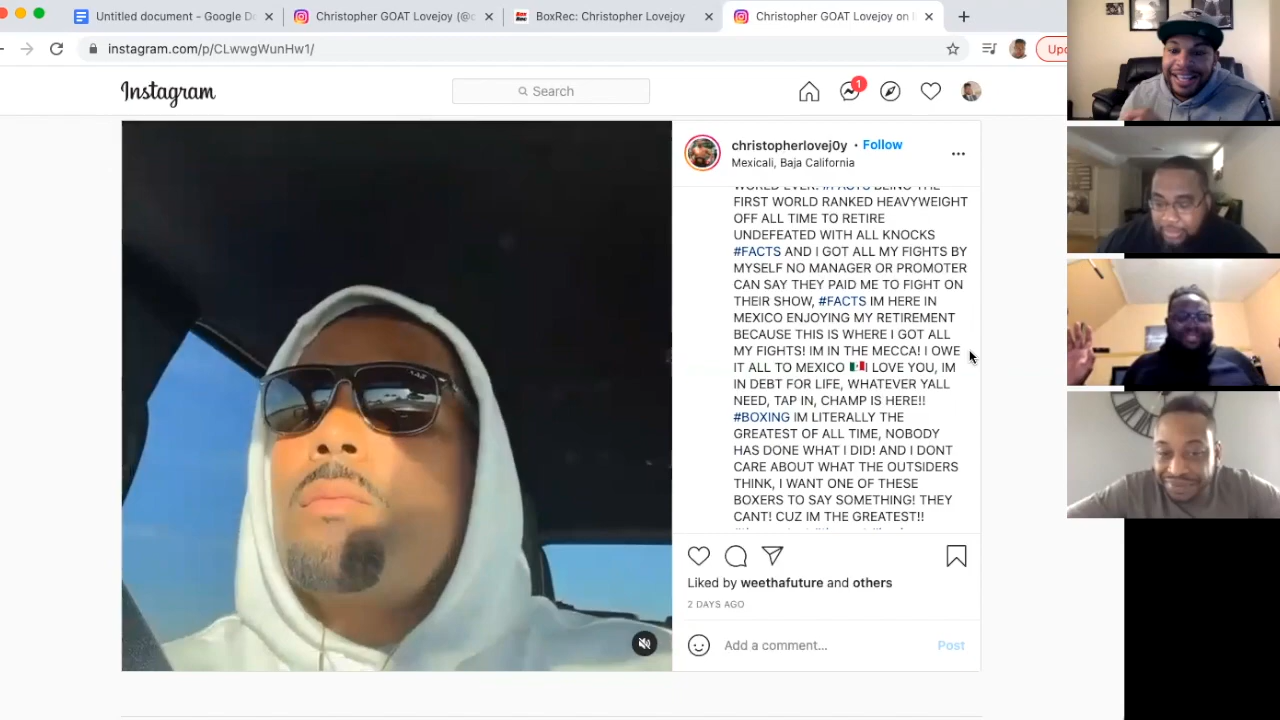 Untitled document - Google D
Christopher GOAT Lovejoy (@c
BoxRec: Christopher Lovejoy
Christopher GOAT Lovejoy on I
instagram.com/p/CLwwgWunHw1/
Instagram
Search
1
christopherlovej0y • Follow
Mexicali, Baja California
WORLD EVER! #FACTS BEING THE
FIRST WORLD RANKED HEAVYWEIGHT
OFF ALL TIME TO RETIRE
UNDEFEATED WITH ALL KNOCKS
#FACTS AND I GOT ALL MY FIGHTS BY
MYSELF NO MANAGER OR PROMOTER
CAN SAY THEY PAID ME TO FIGHT ON
THEIR SHOW, #FACTS IM HERE IN
MEXICO ENJOYING MY RETIREMENT
BECAUSE THIS IS WHERE I GOT ALL
MY FIGHTS! IM IN THE MECCA! I OWE
IT ALL TO MEXICO 🇲🇽I LOVE YOU, IM
IN DEBT FOR LIFE, WHATEVER YALL
NEED, TAP IN, CHAMP IS HERE!!
#BOXING IM LITERALLY THE
GREATEST OF ALL TIME, NOBODY
HAS DONE WHAT I DID! AND I DONT
CARE ABOUT WHAT THE OUTSIDERS
THINK, I WANT ONE OF THESE
BOXERS TO SAY SOMETHING! THEY
CANT! CUZ IM THE GREATEST!!
Liked by weethafuture and others
2 DAYS AGO
Add a comment...
Post